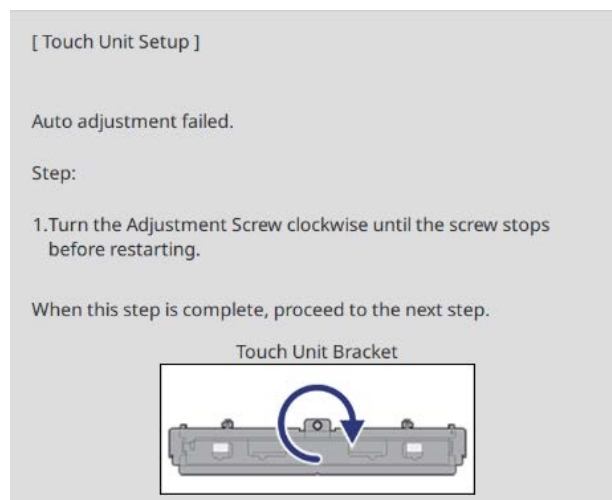 [ Touch Unit Setup ]
Auto adjustment failed.
Step:
1.Turn the Adjustment Screw clockwise until the screw stops
before restarting.
When this step is complete, proceed to the next step.
Touch Unit Bracket